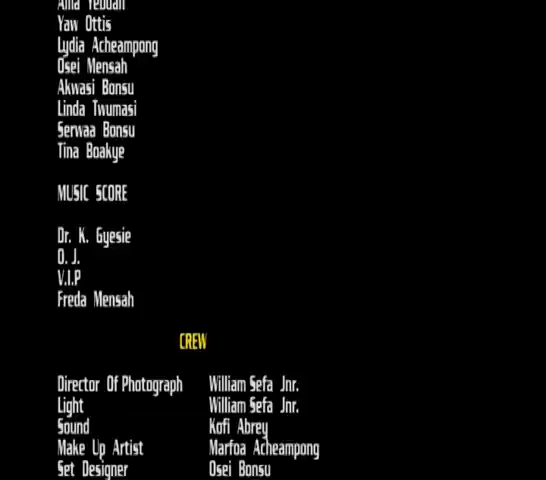 Ama Yeboah
Yaw Ottis
Lydia Acheampong
Osei Mensah
Akwasi Bonsu
Linda Twumasi
Serwaa Bonsu
Tina Boakye
MUSIC SCORE
Dr. K. Gyesie
O. J.
V.I.P
Freda Mensah
CREW
Director Of Photograph William Sefa Jnr.
Light William Sefa Jnr.
Sound Kofi Abrey
Make Up Artist Marfoa Acheampong
Set Designer Osei Bonsu